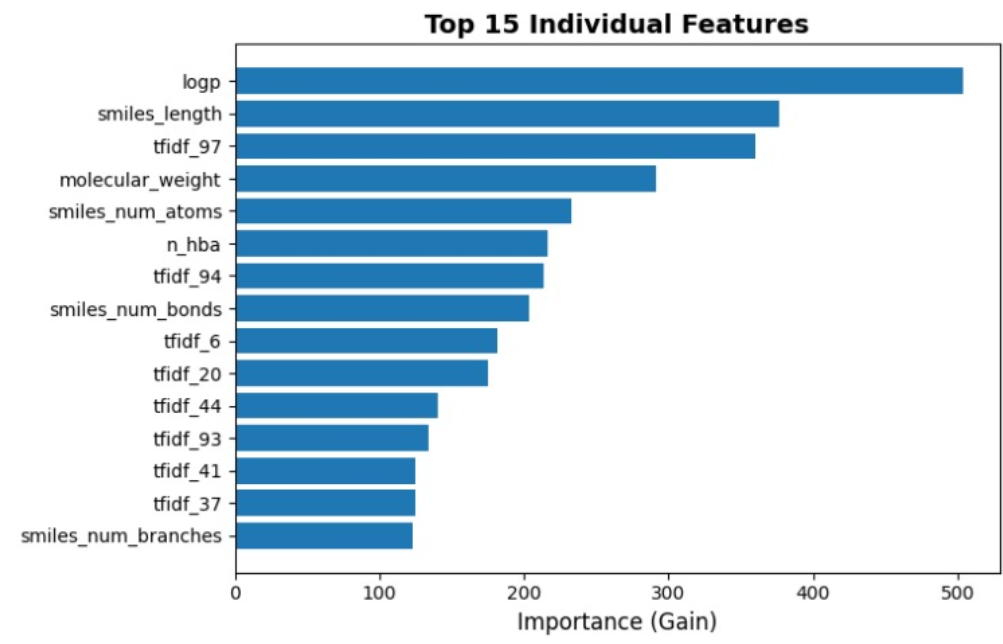 Top 15 Individual Features
logp
smiles_length
tfidf_97
molecular_weight
smiles_num_atoms
n_hba
tfidf_94
smiles_num_bonds
tfidf_6
tfidf_20
tfidf_44
tfidf_93
tfidf_41
tfidf_37
smiles_num_branches
0 100 200 300 400 500
Importance (Gain)